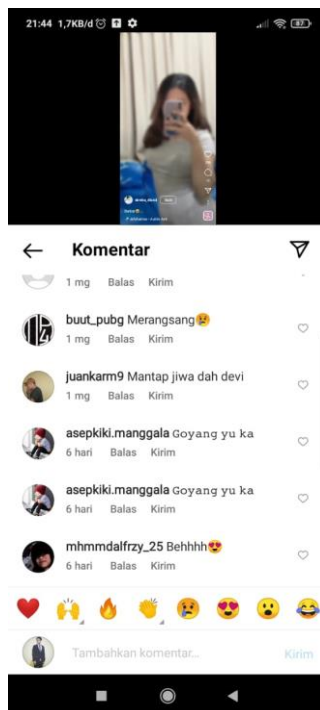 21:44 1,7KB/d
87
Komentar
1 mg Balas Kirim
buut_pubg Merangsang😢
1 mg Balas Kirim
juankarm9 Mantap jiwa dah devi
1 mg Balas Kirim
asepkiki.manggala Goyang yu ka
6 hari Balas Kirim
asepkiki.manggala Goyang yu ka
6 hari Balas Kirim
mhmmdalfrzy_25 Behhhh😍
6 hari Balas Kirim
❤️ 🙌 🔥 👏 😢 😍 😮 😂
Tambahkan komentar... Kirim